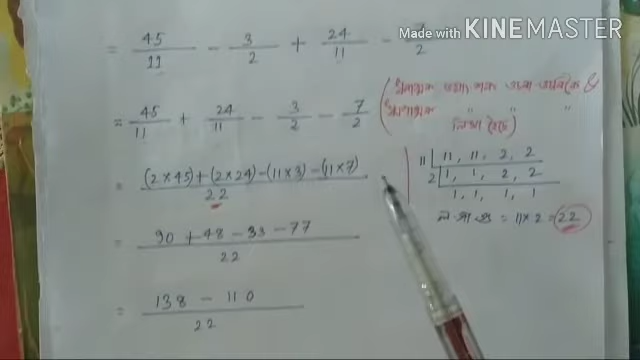 Made with KINEMASTER
= 45/11 - 3/2 + 24/11 - 7/2
= 45/11 + 24/11 - 3/2 - 7/2
= (2×45)+(2×24)-(11×3)-(11×7) / 22
11 | 11, 11, 2, 2
2 | 1, 1, 2, 2
1, 1, 1, 1
ল.সা.গু = 11×2 = 22
= 90 + 48 - 33 - 77 / 22
= 138 - 110 / 22